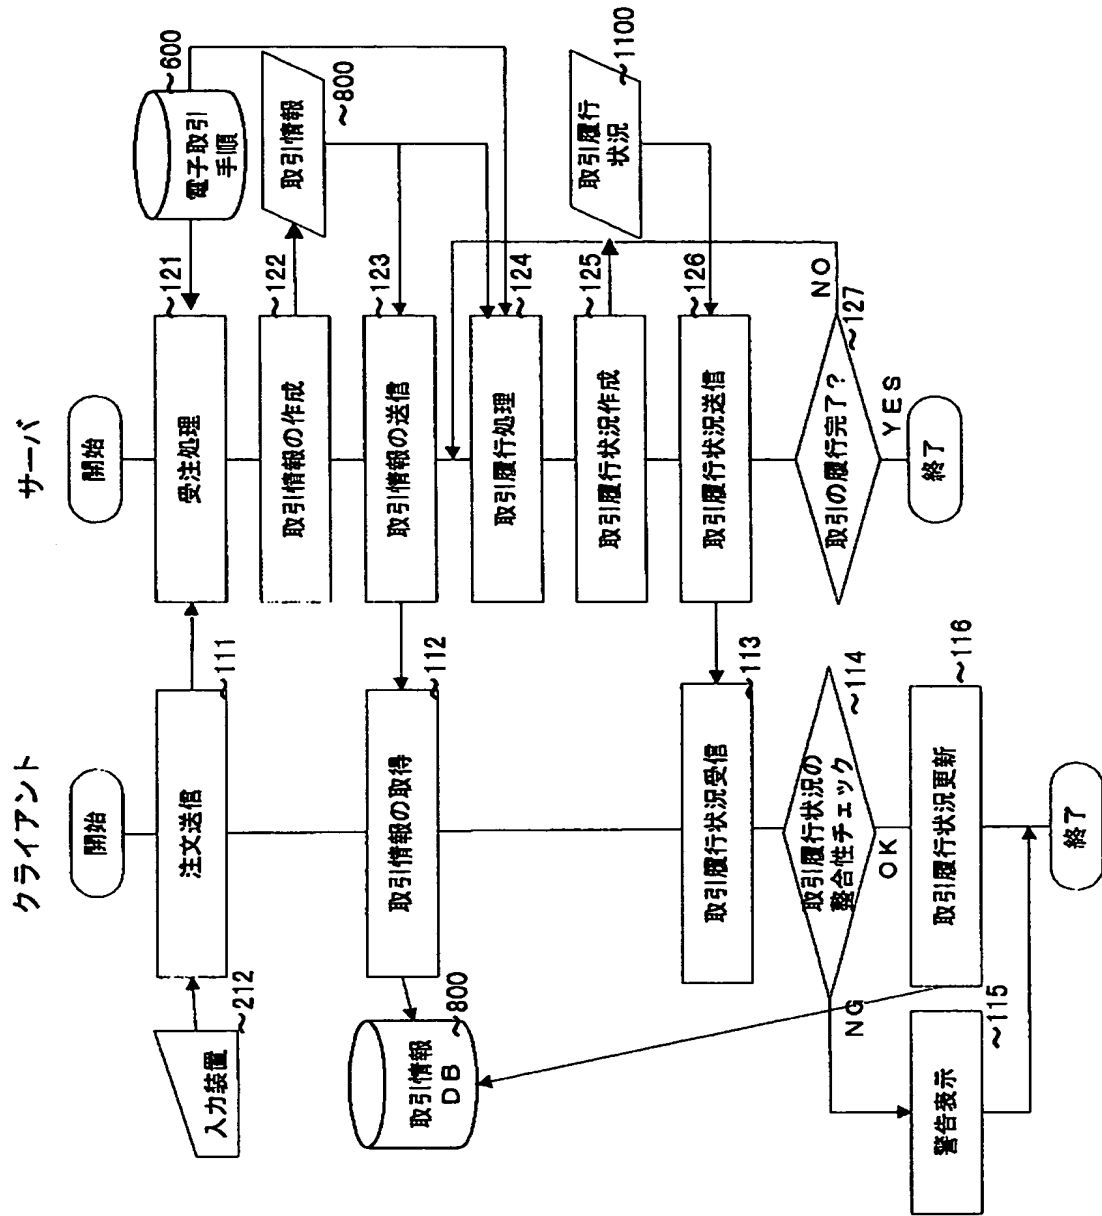 クライアント
サーバ
開始
開始
入力装置
212
注文送信
111
受注処理
121
電子取引
手順
600
取引情報の作成
122
取引情報
800
取引情報
DB
800
取引情報の取得
112
取引情報の送信
123
取引履行処理
124
取引履行状況作成
125
取引履行
状況
1100
取引履行状況受信
113
取引履行状況送信
126
取引履行状況の
整合性チェック
114
NG
OK
取引の履行完了?
127
NO
YES
警告表示
115
取引履行状況更新
116
終了
終了